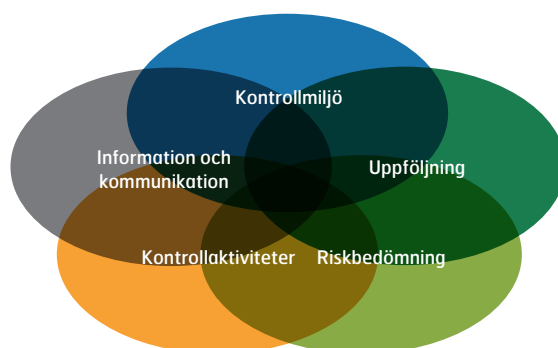 Kontrollmiljö
Information och
kommunikation
Uppföljning
Kontrollaktiviteter
Riskbedömning